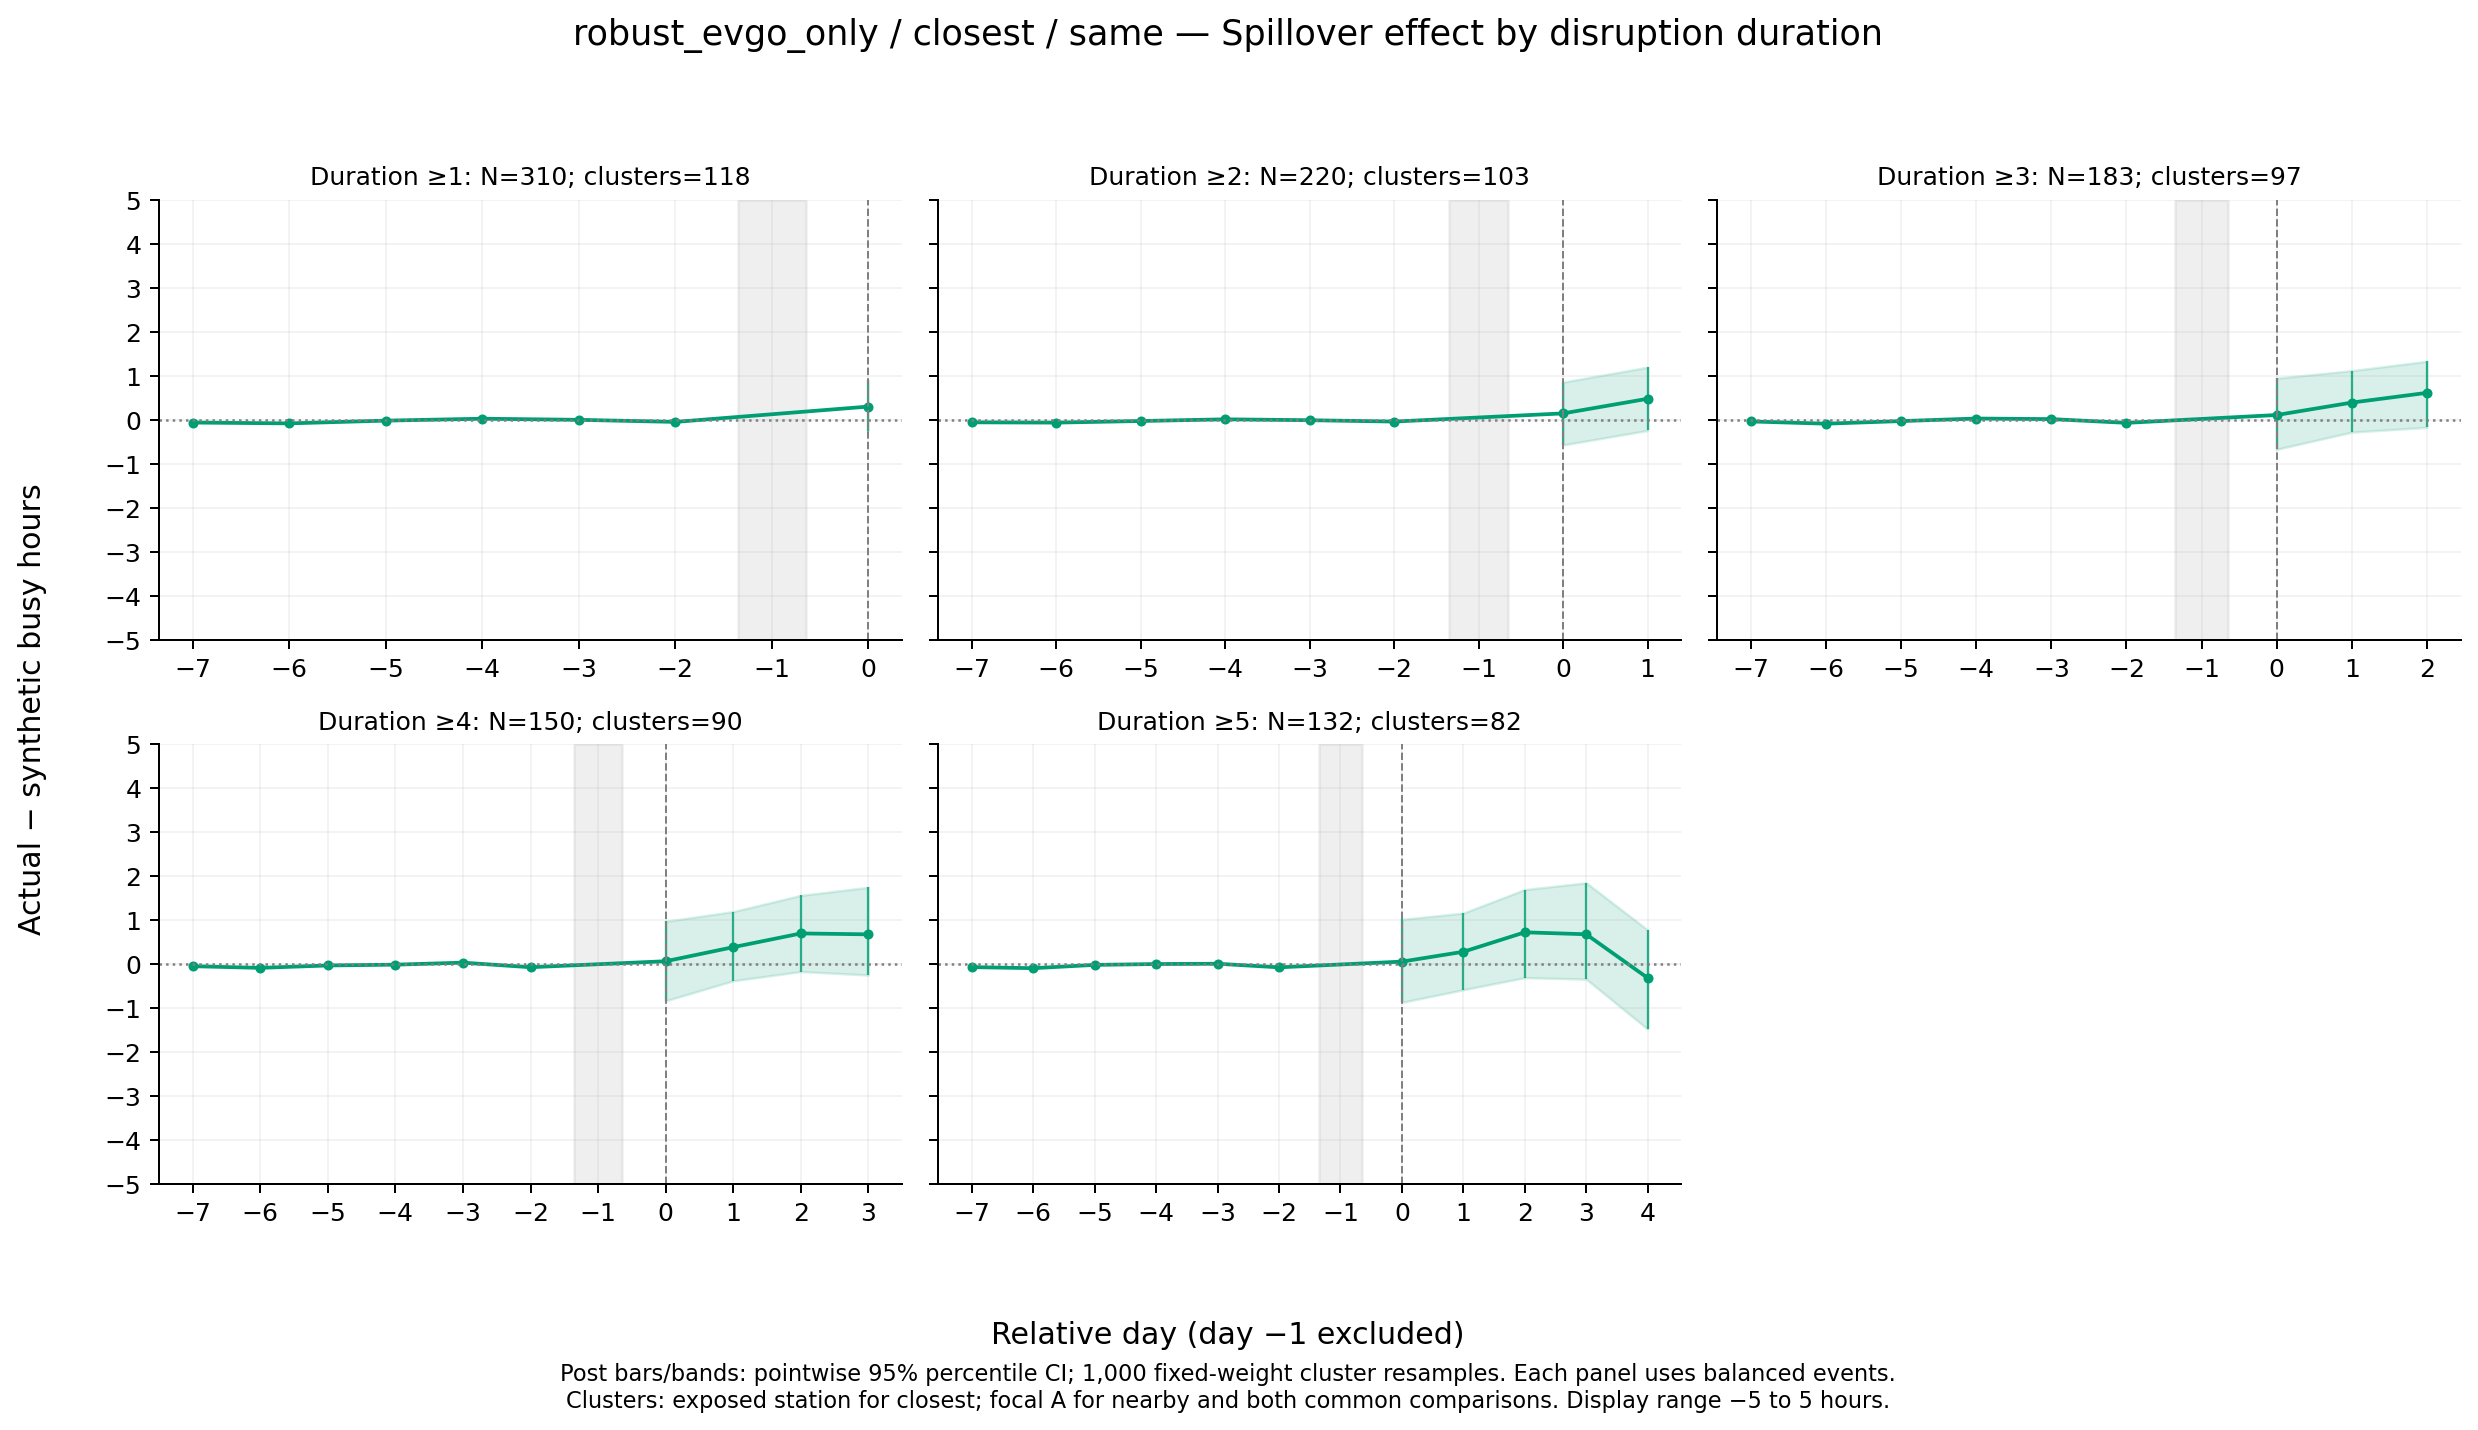 robust_evgo_only / closest / same — Spillover effect by disruption duration
Duration ≥1: N=310; clusters=118
Duration ≥2: N=220; clusters=103
Duration ≥3: N=183; clusters=97
5
4
3
2
1
0
−1
−2
−3
−4
−5
−7 −6 −5 −4 −3 −2 −1 0
−7 −6 −5 −4 −3 −2 −1 0 1
−7 −6 −5 −4 −3 −2 −1 0 1 2
Actual − synthetic busy hours
Duration ≥4: N=150; clusters=90
Duration ≥5: N=132; clusters=82
5
4
3
2
1
0
−1
−2
−3
−4
−5
−7 −6 −5 −4 −3 −2 −1 0 1 2 3
−7 −6 −5 −4 −3 −2 −1 0 1 2 3 4
Relative day (day −1 excluded)
Post bars/bands: pointwise 95% percentile CI; 1,000 fixed-weight cluster resamples. Each panel uses balanced events.
Clusters: exposed station for closest; focal A for nearby and both common comparisons. Display range −5 to 5 hours.